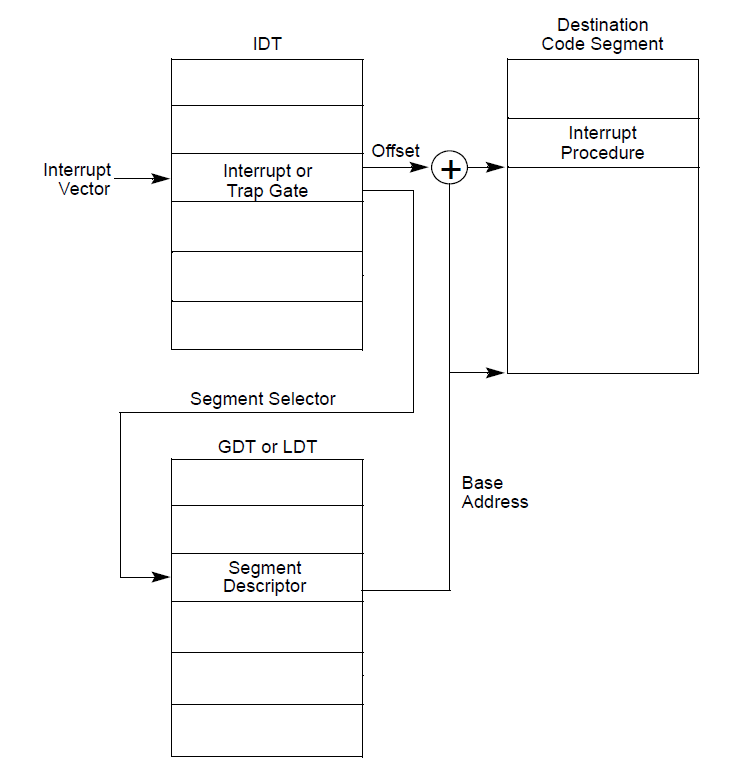 IDT
Destination
Code Segment
Interrupt
Vector
Interrupt or
Trap Gate
Offset
+
Interrupt
Procedure
Segment Selector
GDT or LDT
Segment
Descriptor
Base
Address